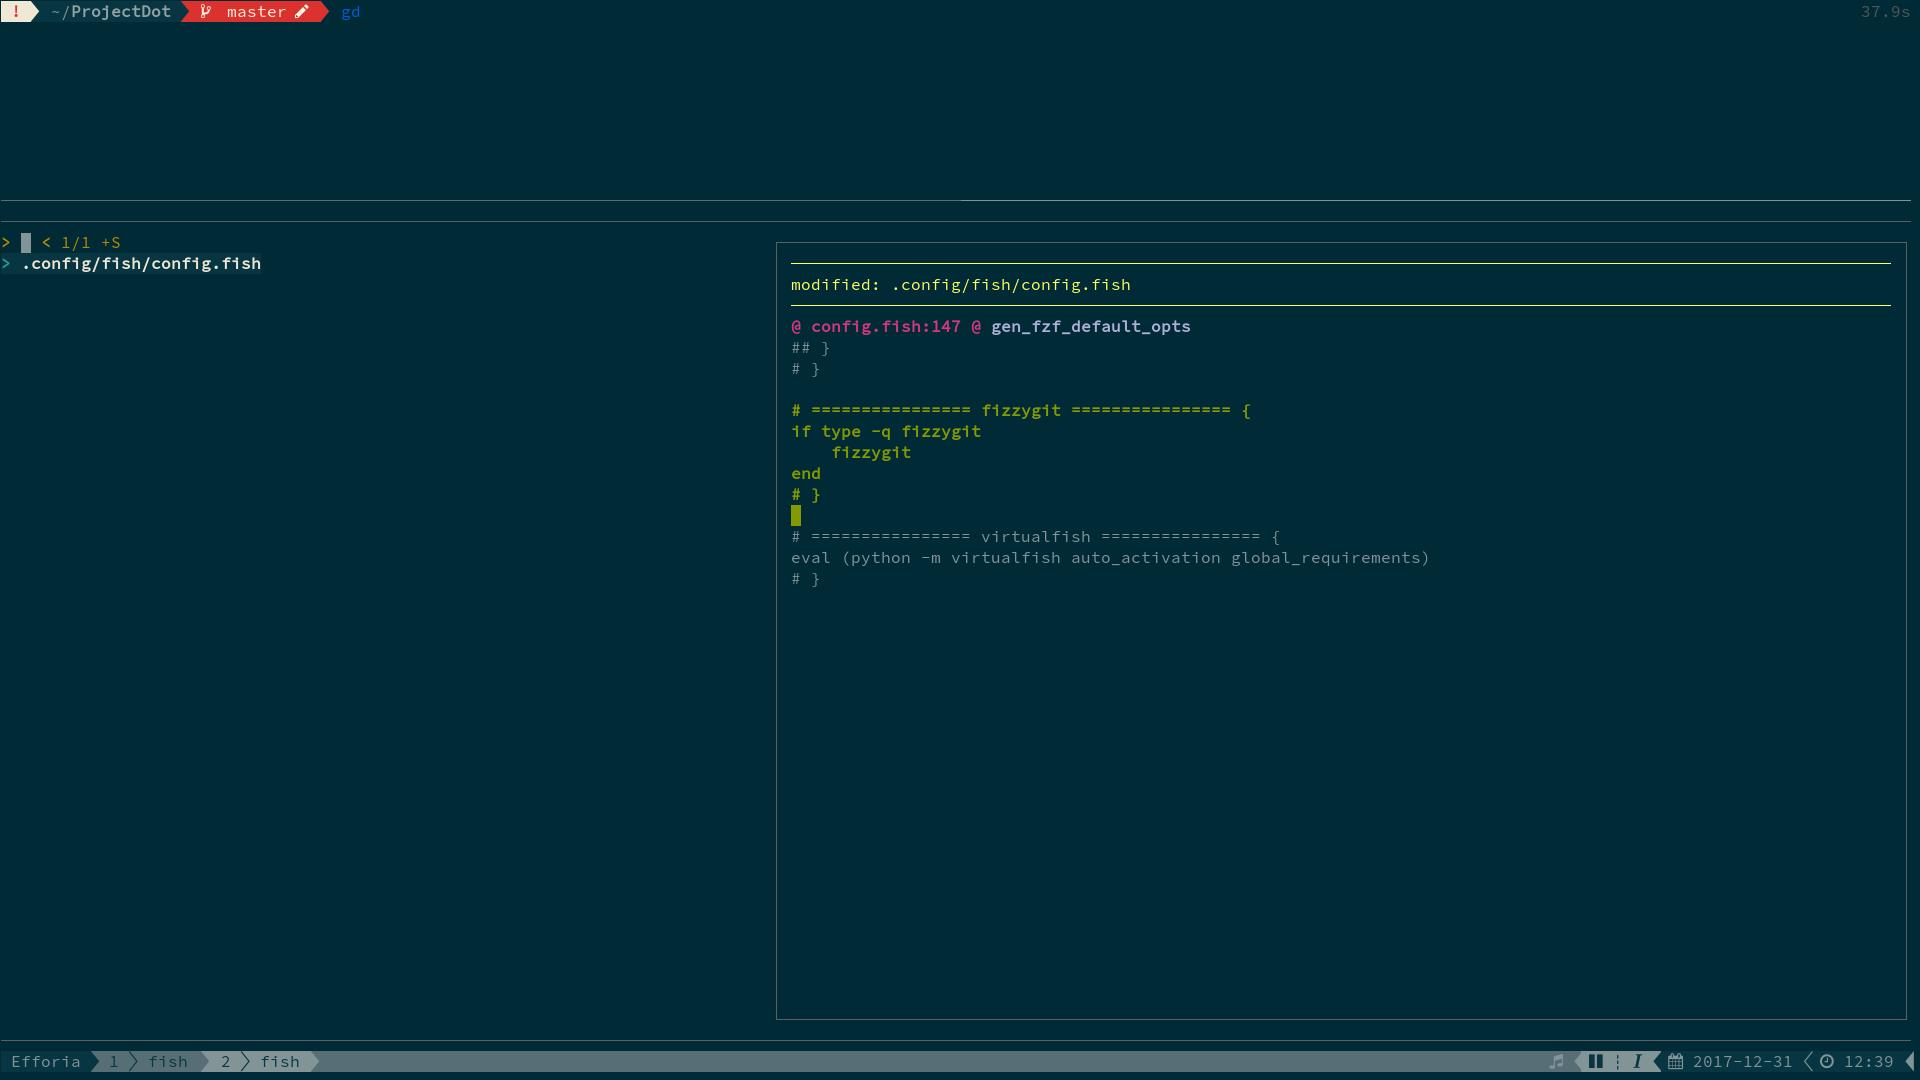 ! ~/ProjectDot master gd 37.9s
> < 1/1 +S
> .config/fish/config.fish
modified: .config/fish/config.fish
@ config.fish:147 @ gen_fzf_default_opts
## }
# }
# ================ fizzygit ================ {
if type -q fizzygit
    fizzygit
end
# }
# ================ virtualfish ================ {
eval (python -m virtualfish auto_activation global_requirements)
# }
Efforia 1 fish 2 fish I 2017-12-31 12:39